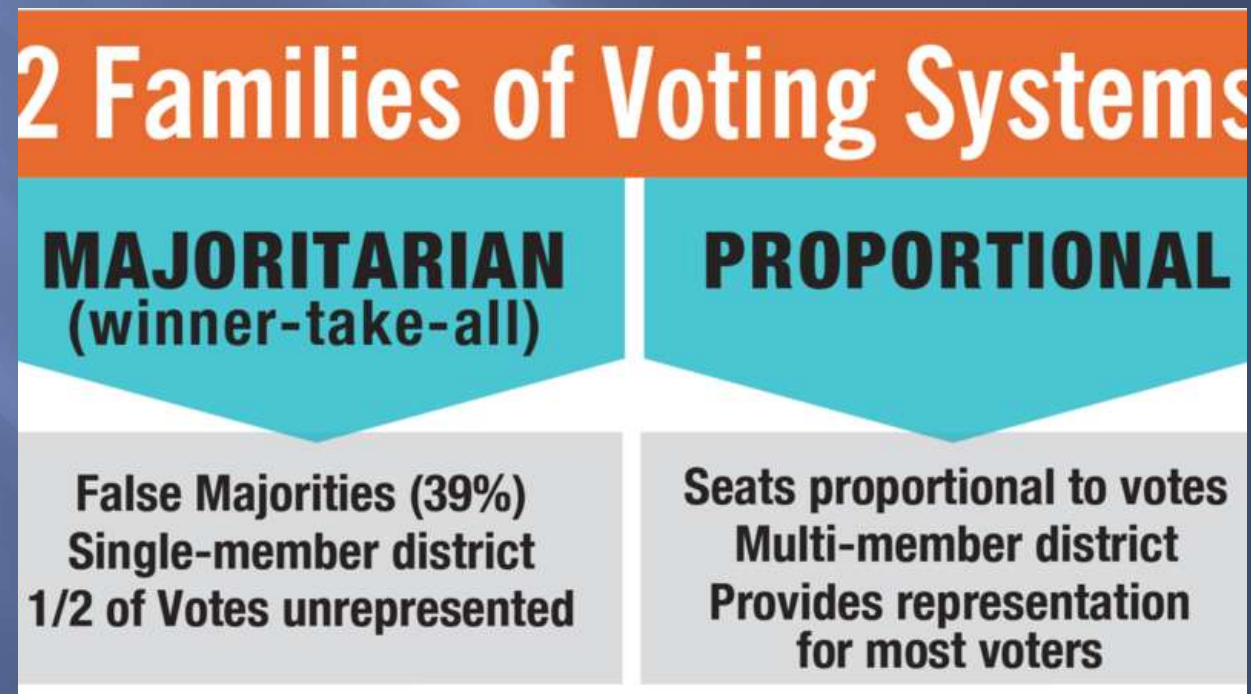 2 Families of Voting Systems
MAJORITARIAN
(winner-take-all)
False Majorities (39%)
Single-member district
1/2 of Votes unrepresented
PROPORTIONAL
Seats proportional to votes
Multi-member district
Provides representation
for most voters